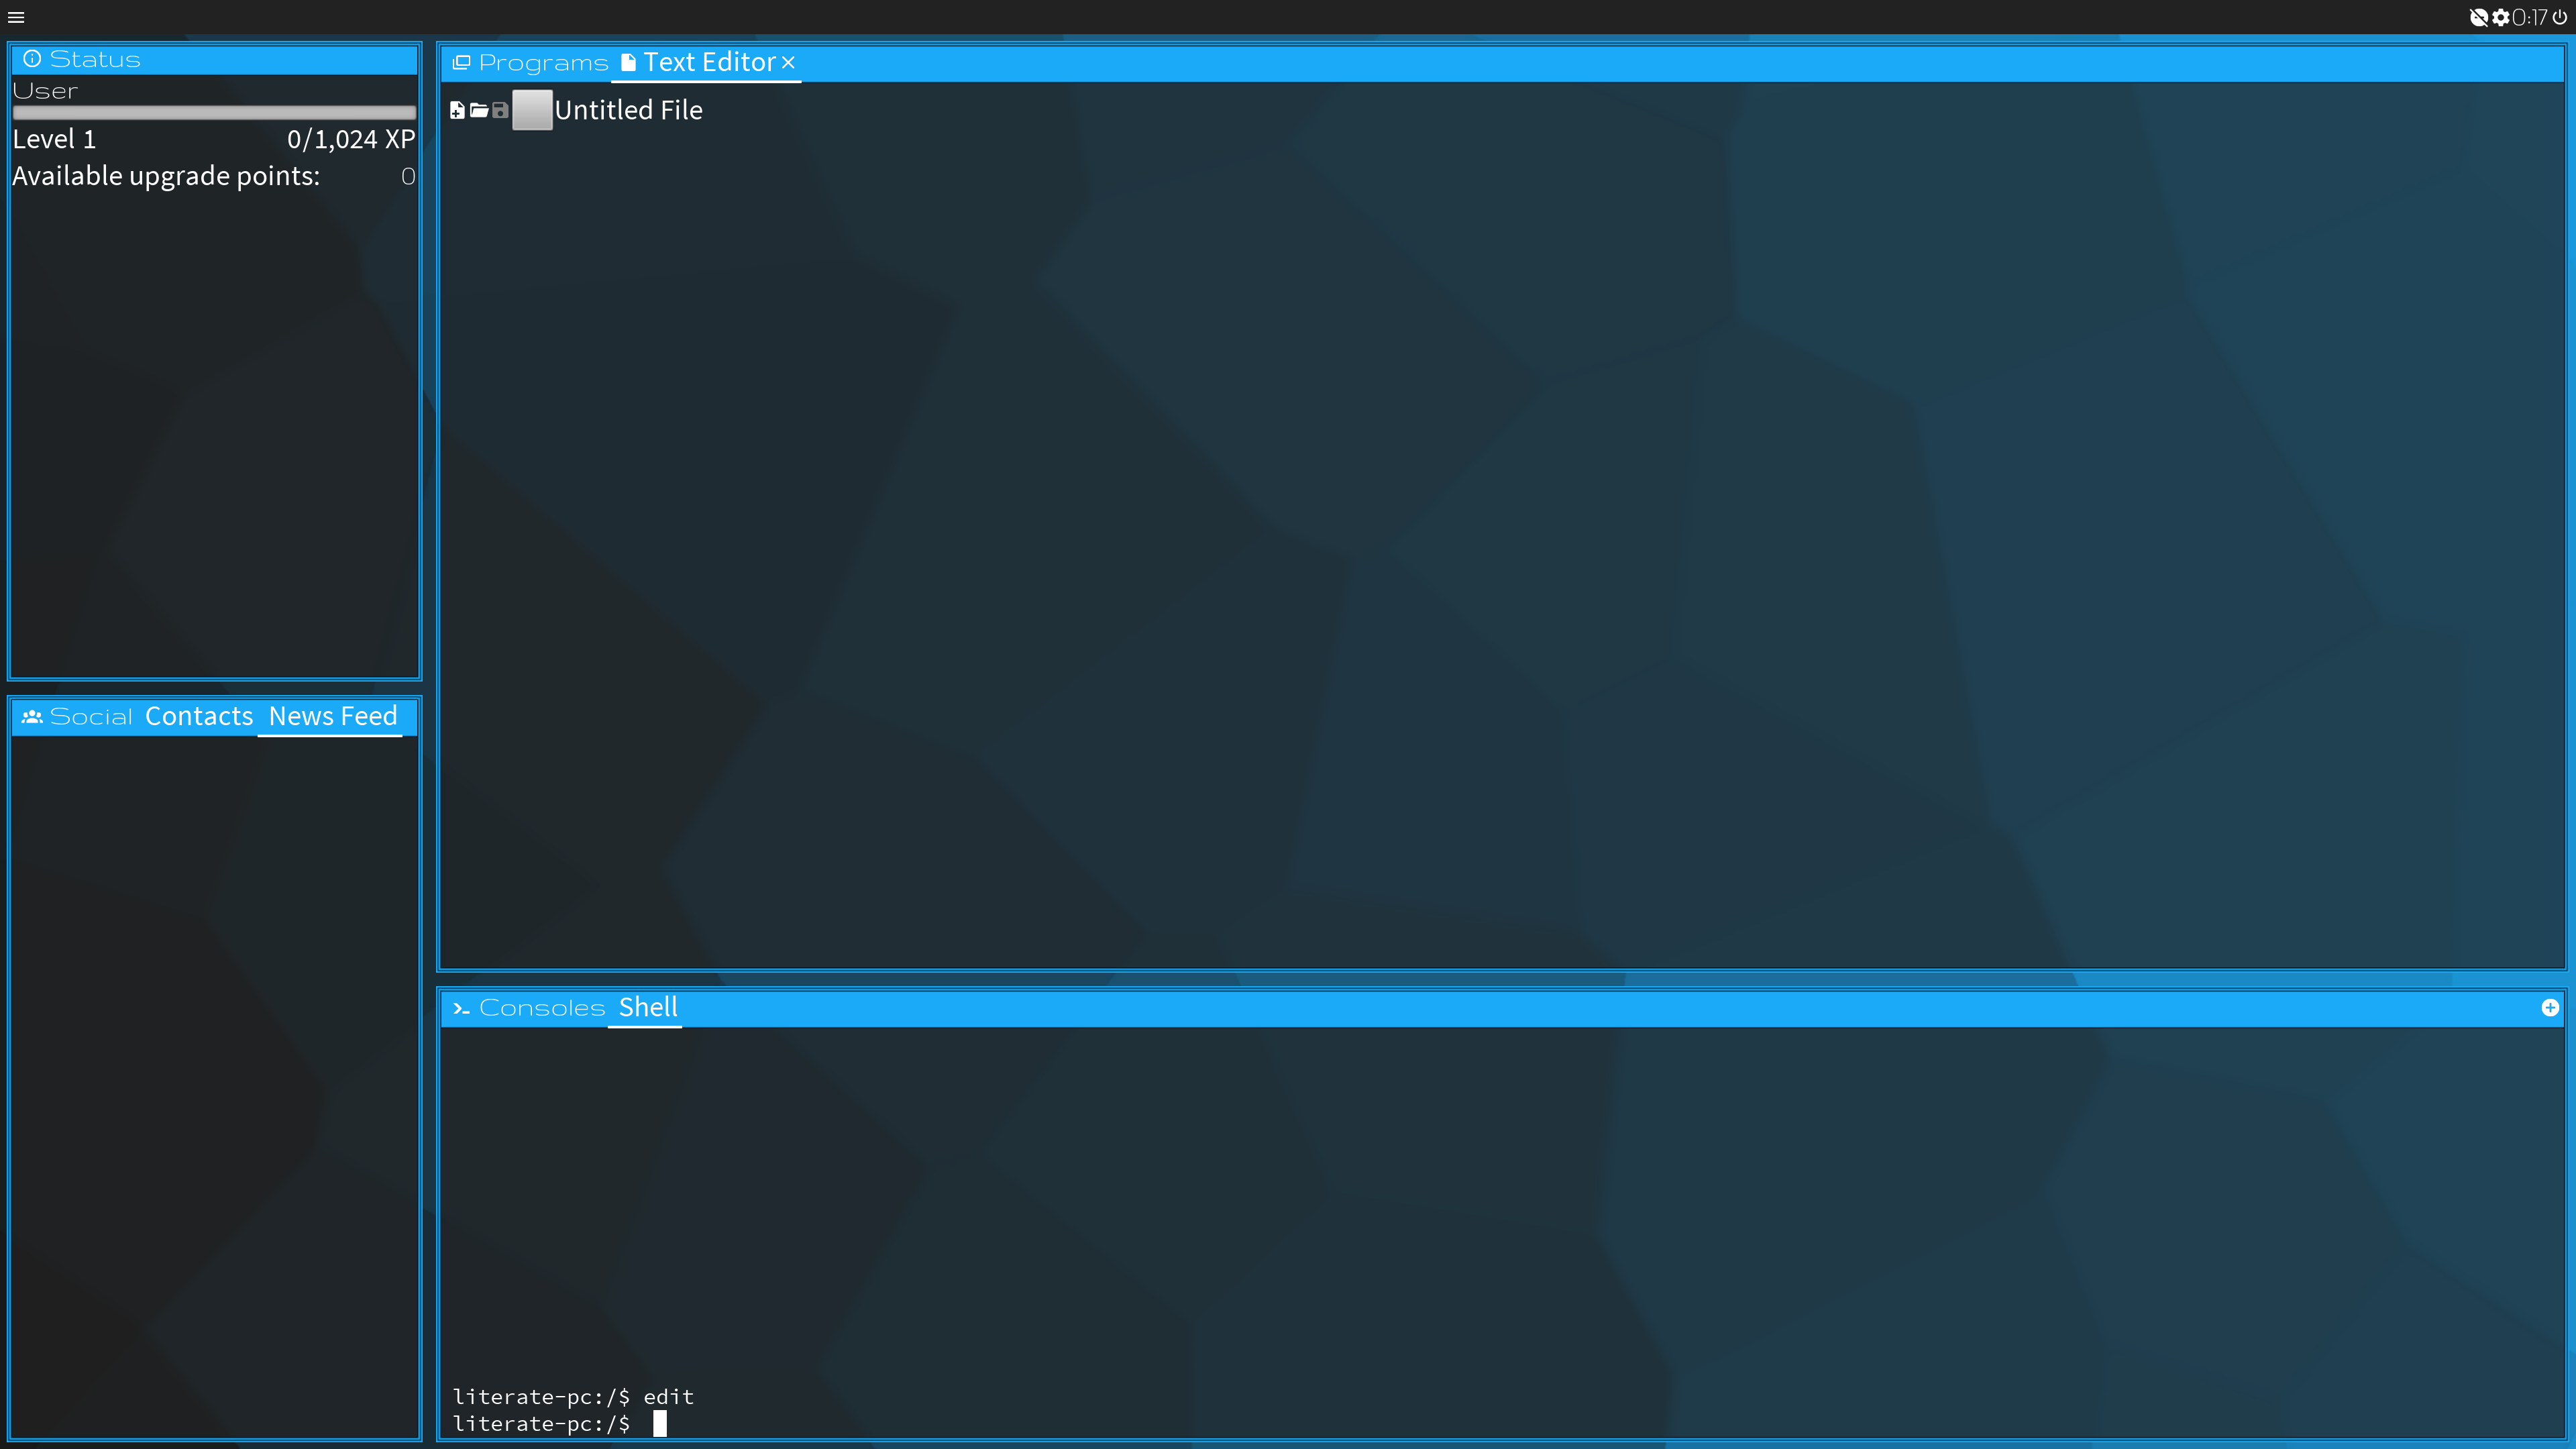 0:17
Status
User
Level 1 0/1,024 XP
Available upgrade points: 0
Social Contacts News Feed
Programs Text Editor
Untitled File
Consoles Shell
literate-pc:/$ edit
literate-pc:/$